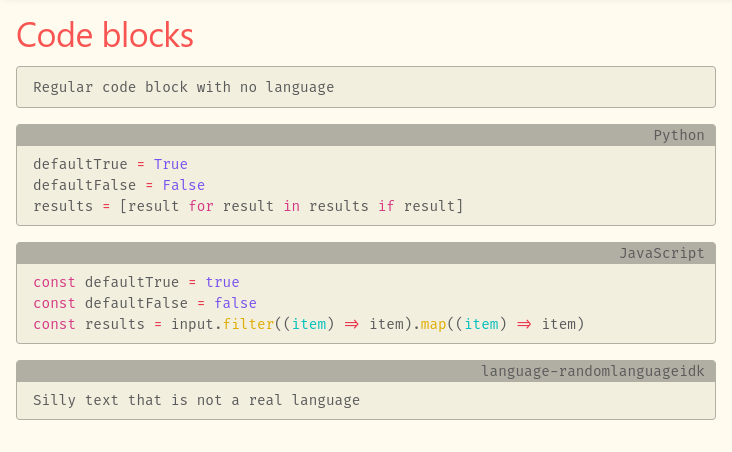 Code blocks
Regular code block with no language
Python
defaultTrue = True
defaultFalse = False
results = [result for result in results if result]
JavaScript
const defaultTrue = true
const defaultFalse = false
const results = input.filter((item) => item).map((item) => item)
language-randomlanguageidk
Silly text that is not a real language